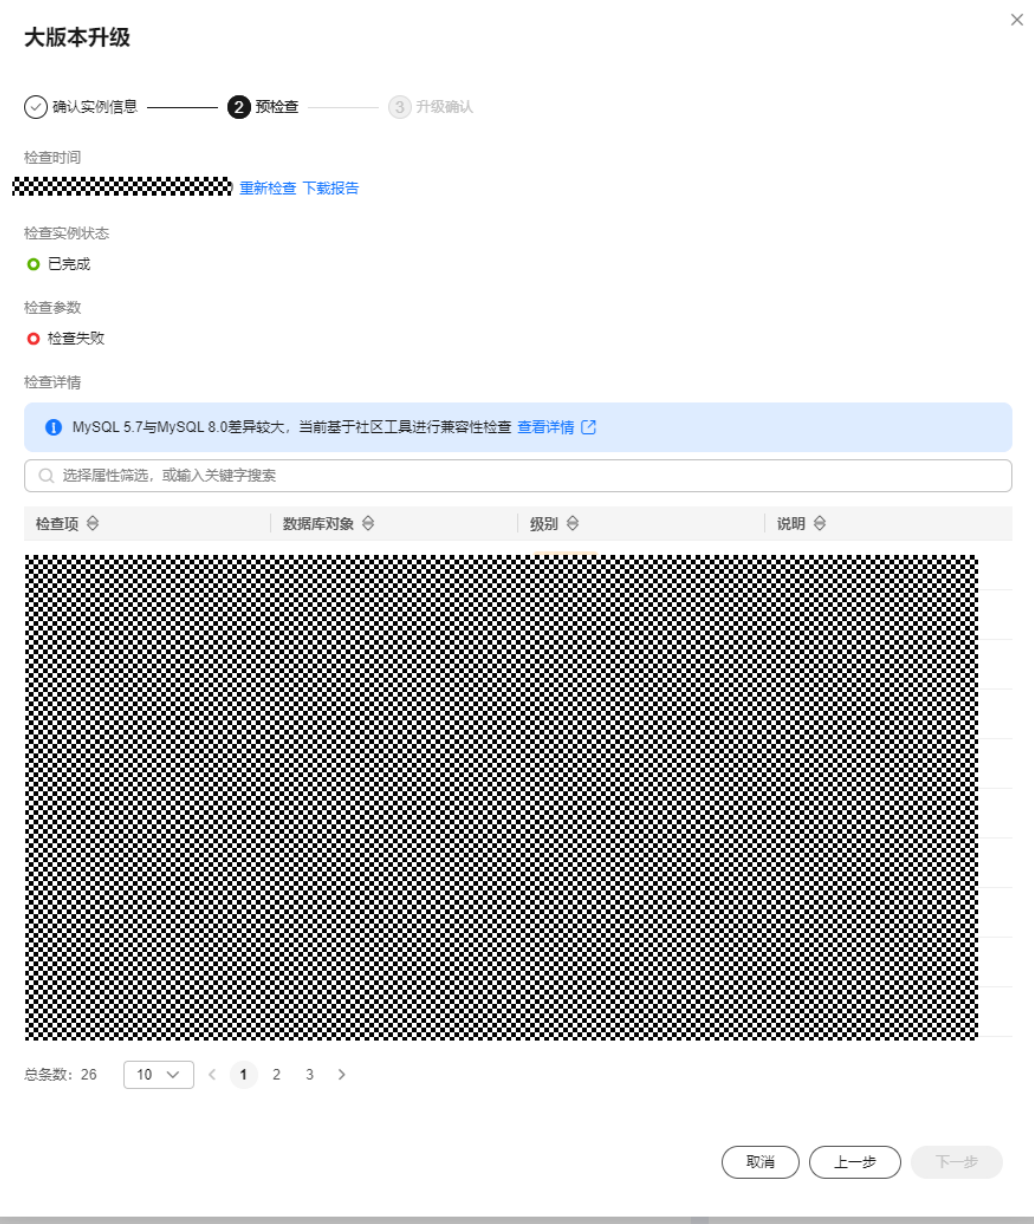 大版本升级
确认实例信息 2 预检查 3 升级确认
检查时间
重新检查 下载报告
检查实例状态
已完成
检查参数
检查失败
检查详情
MySQL 5.7与MySQL 8.0差异较大，当前基于社区工具进行兼容性检查 查看详情
选择属性筛选，或输入关键字搜索
检查项 数据库对象 级别 说明
总条数：26 10 1 2 3
取消 上一步 下一步